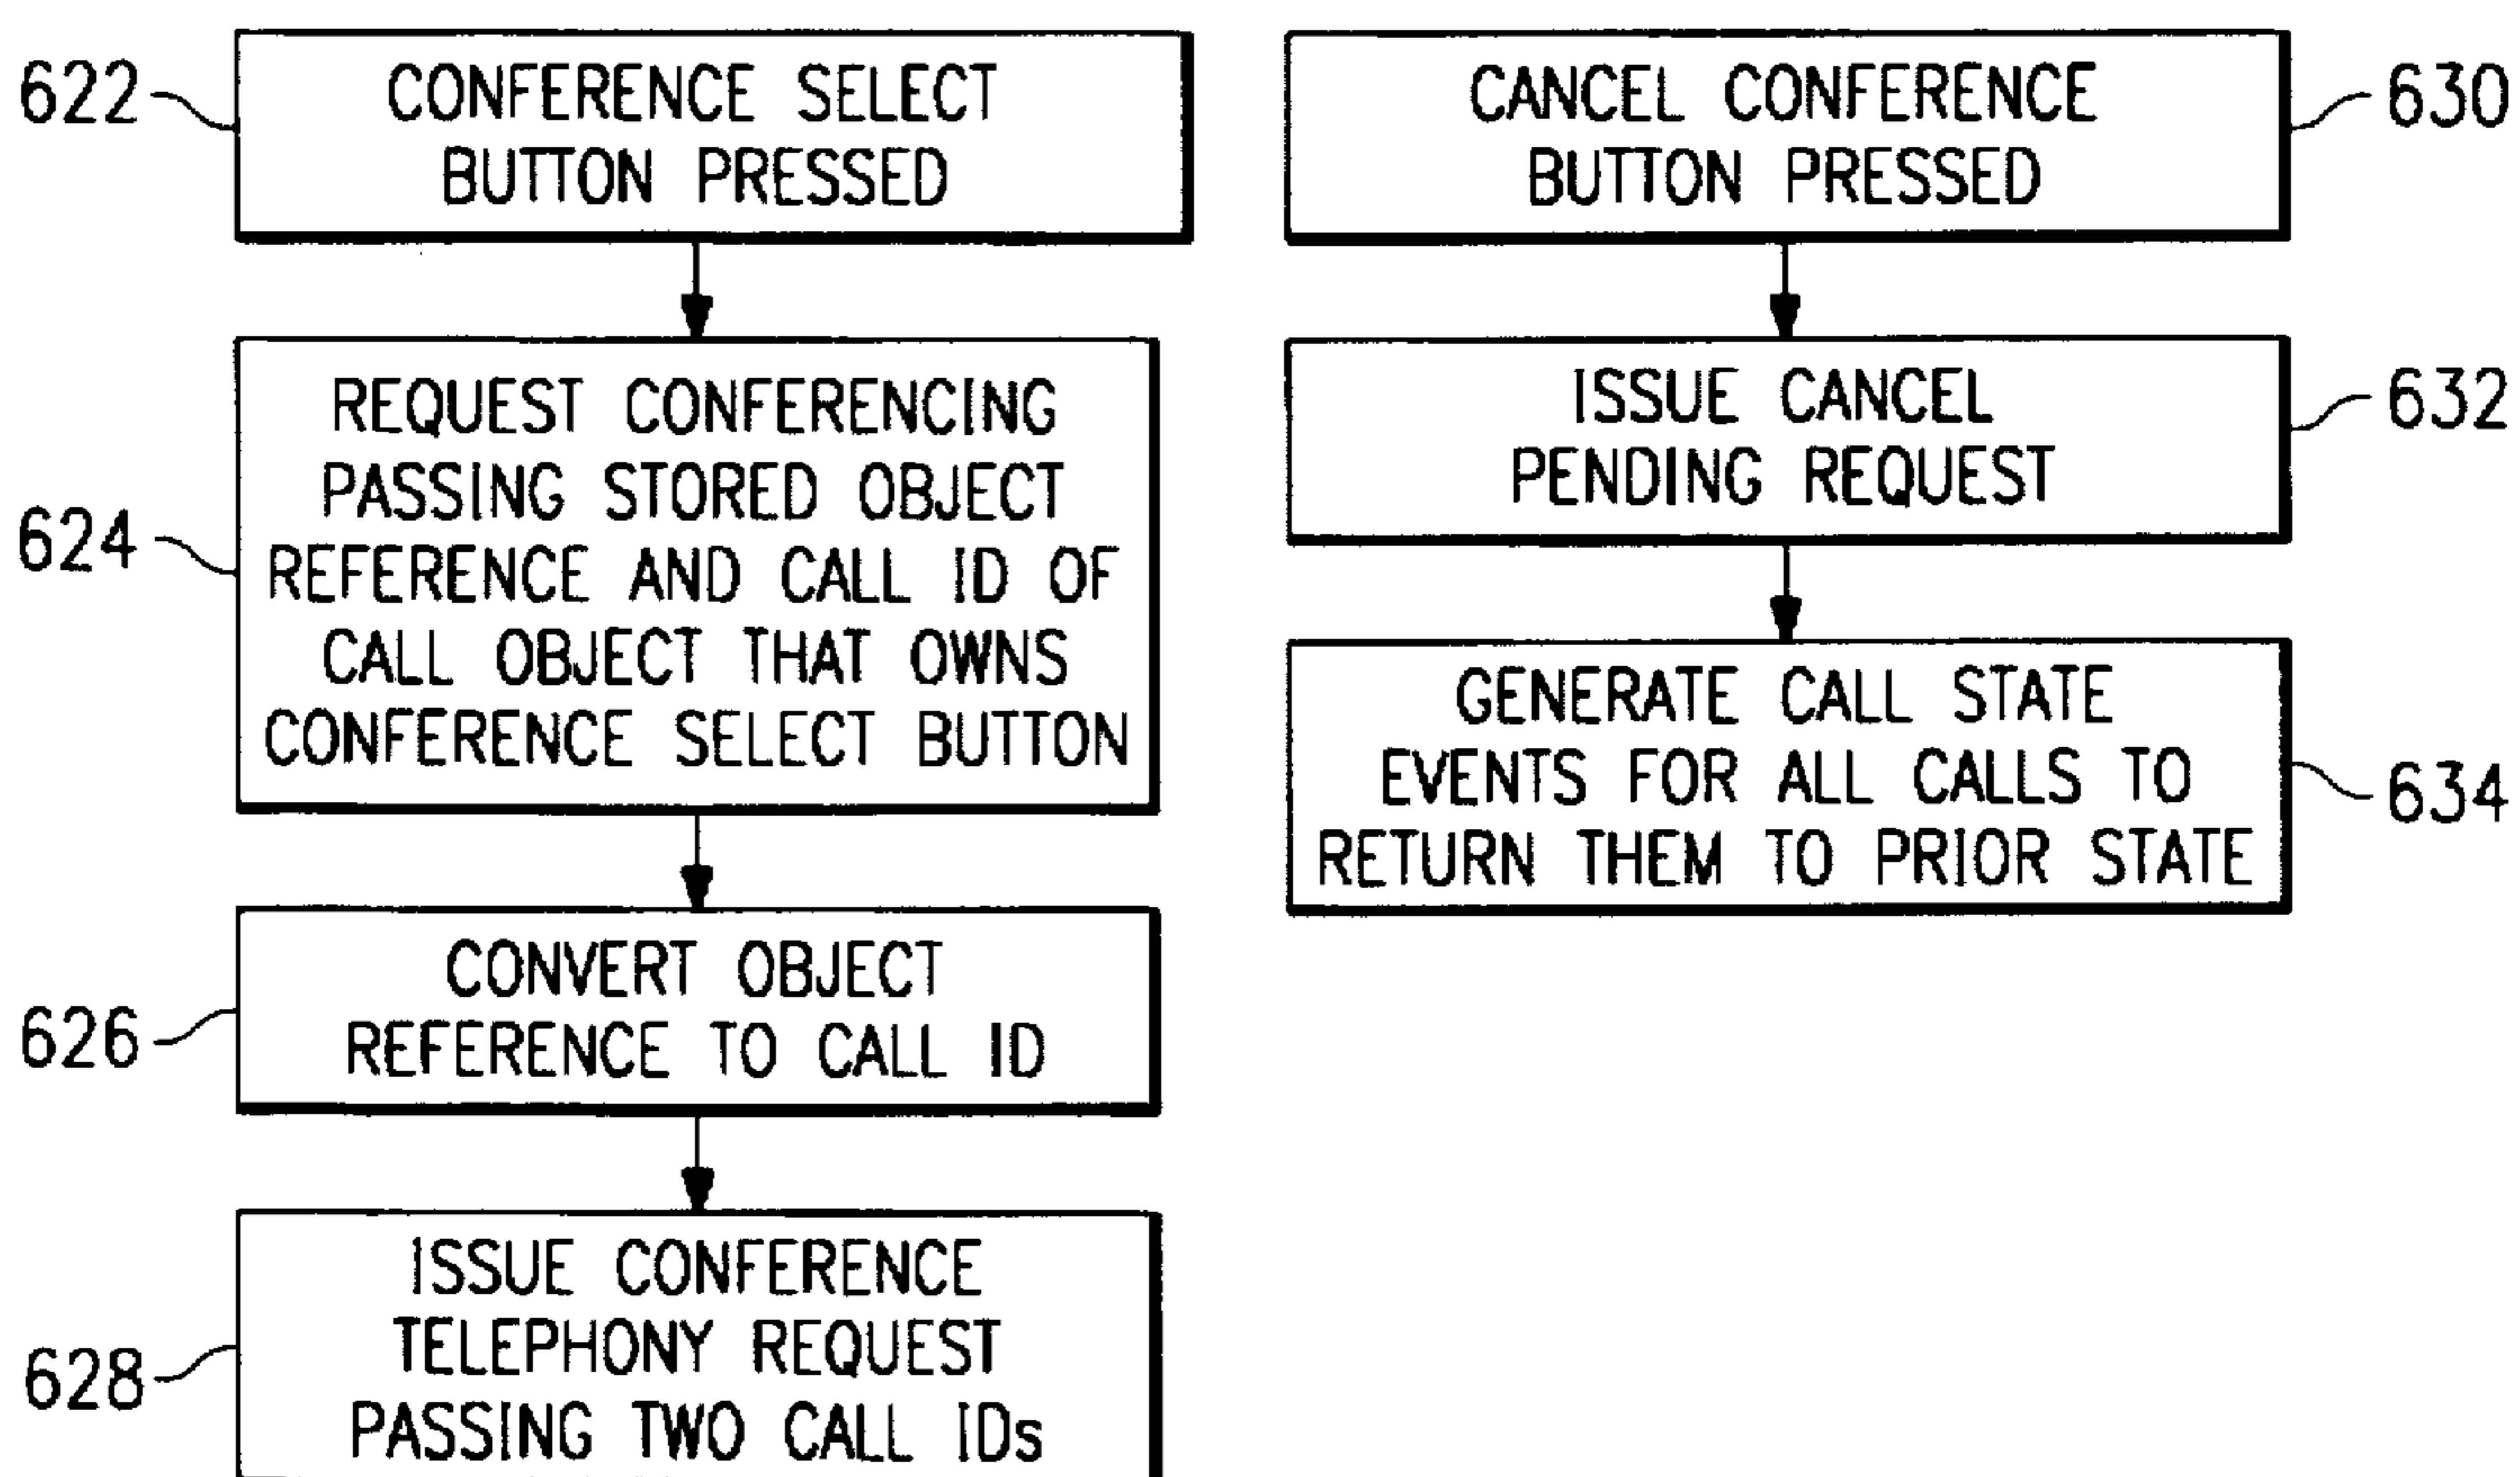 622
CONFERENCE SELECT
BUTTON PRESSED
624
REQUEST CONFERENCING
PASSING STORED OBJECT
REFERENCE AND CALL ID OF
CALL OBJECT THAT OWNS
CONFERENCE SELECT BUTTON
626
CONVERT OBJECT
REFERENCE TO CALL ID
628
ISSUE CONFERENCE
TELEPHONY REQUEST
PASSING TWO CALL IDs
CANCEL CONFERENCE
BUTTON PRESSED
630
ISSUE CANCEL
PENDING REQUEST
632
GENERATE CALL STATE
EVENTS FOR ALL CALLS TO
RETURN THEM TO PRIOR STATE
634